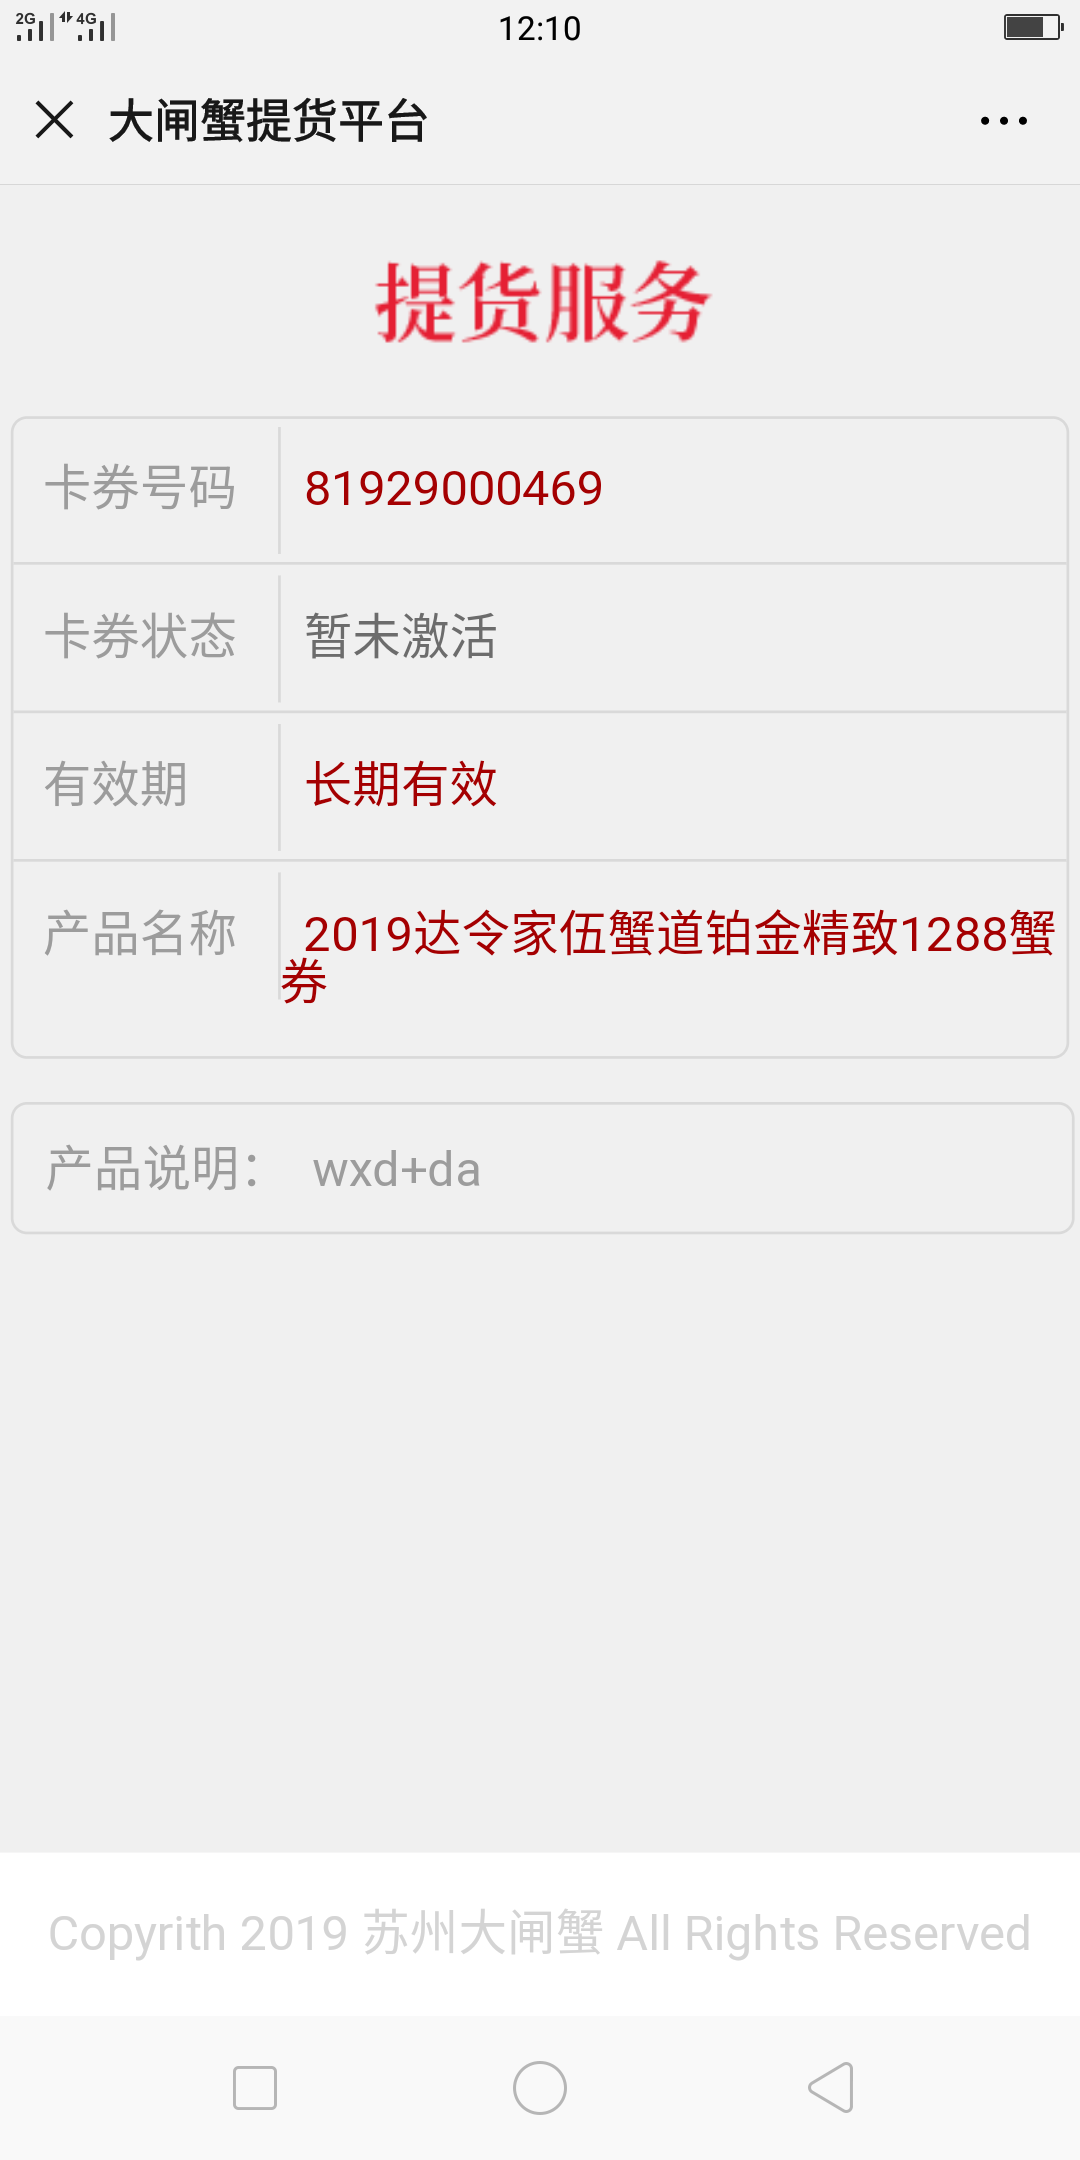 2G 4G 12:10
大闸蟹提货平台
提货服务
卡券号码 81929000469
卡券状态 暂未激活
有效期 长期有效
产品名称 2019达令家伍蟹道铂金精致1288蟹
券
产品说明： wxd+da
Copyrith 2019 苏州大闸蟹 All Rights Reserved